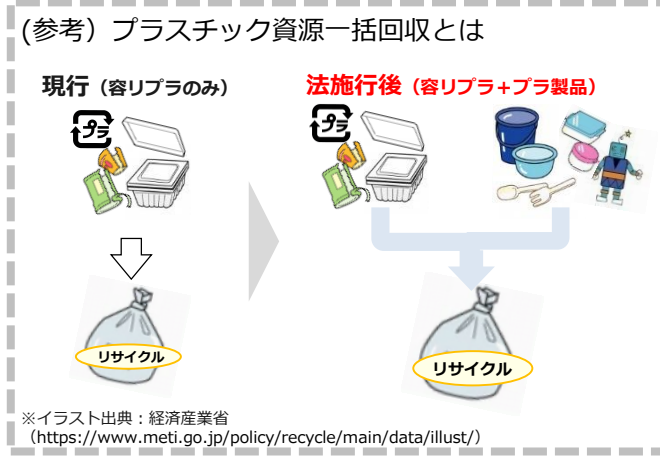 (参考）プラスチック資源一括回収とは
現行（容リプラのみ）
法施行後（容リプラ+プラ製品）
プラ
プラ
リサイクル
リサイクル
※イラスト出典：経済産業省
（https://www.meti.go.jp/policy/recycle/main/data/illust/）